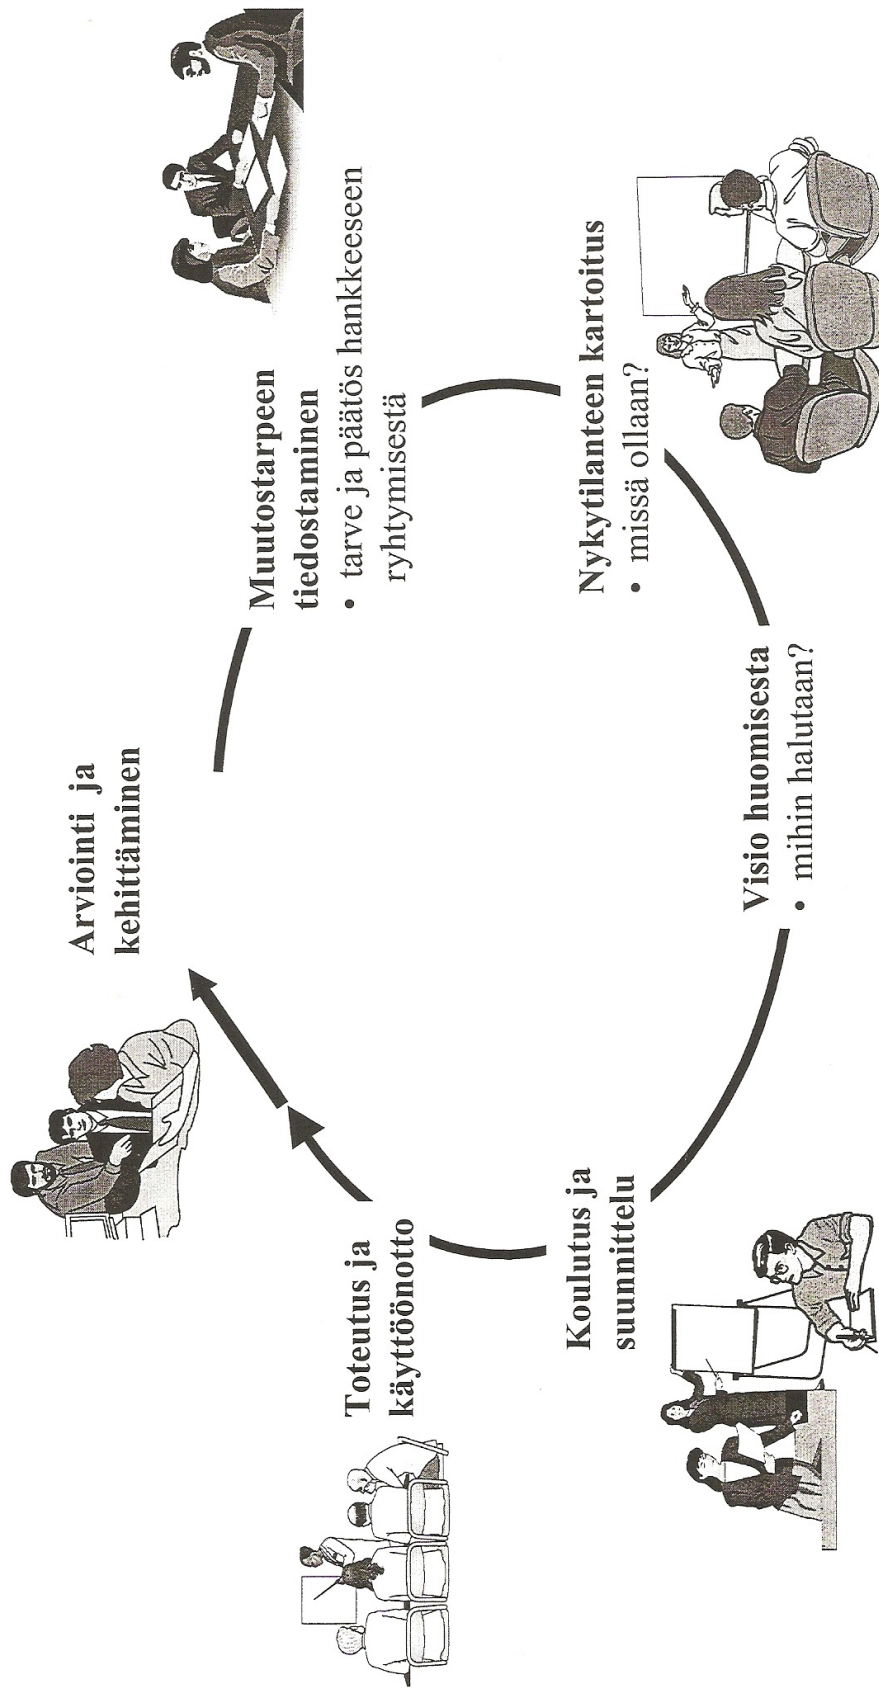 Arviointi ja
kehittäminen
Muutostarpeen
tiedostaminen
• tarve ja päätös hankkeeseen
ryhtymisestä
Nykytilanteen kartoitus
• missä ollaan?
Visio huomisesta
• mihin halutaan?
Koulutus ja
suunnittelu
Toteutus ja
käyttöönotto